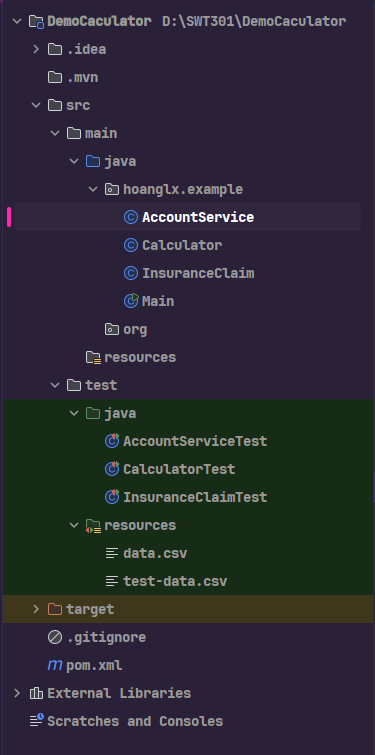 DemoCaculator D:\SWT301\DemoCaculator
.idea
.mvn
src
main
java
hoanglx.example
AccountService
Calculator
InsuranceClaim
Main
org
resources
test
java
AccountServiceTest
CalculatorTest
InsuranceClaimTest
resources
data.csv
test-data.csv
target
.gitignore
pom.xml
External Libraries
Scratches and Consoles